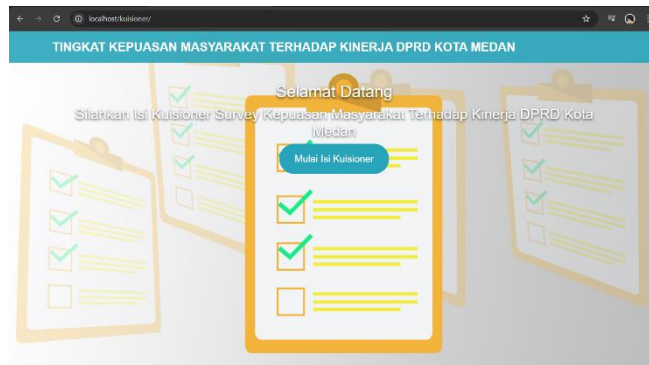 localhost/kuisioner/
TINGKAT KEPUASAN MASYARAKAT TERHADAP KINERJA DPRD KOTA MEDAN
Selamat Datang
Silahkan Isi Kuisioner Survey Kepuasan Masyarakat Terhadap Kinerja DPRD Kota
Medan
Mulai Isi Kuisioner